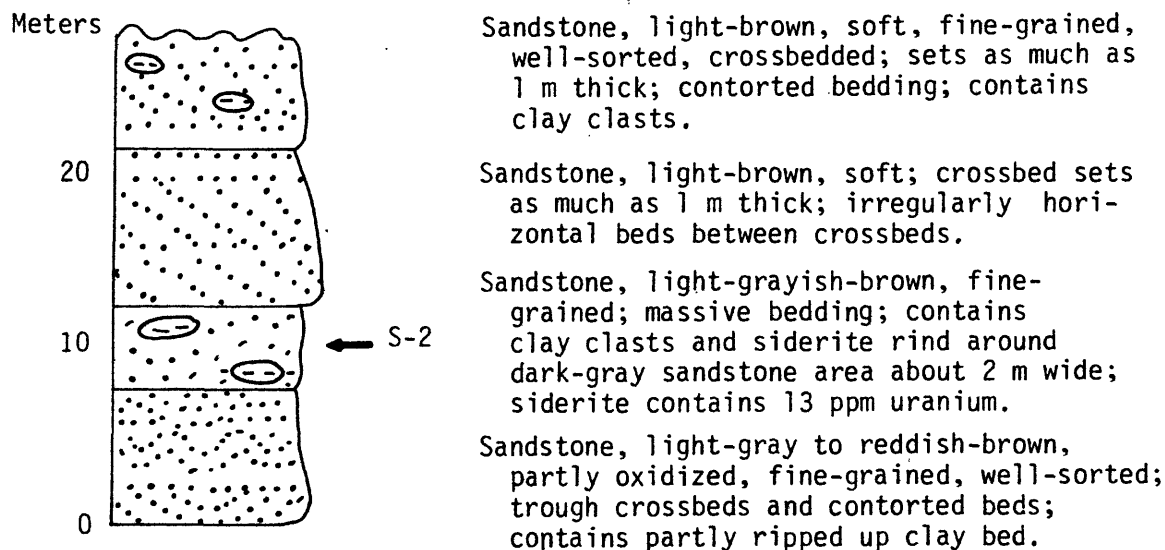 Meters
Sandstone, light-brown, soft, fine-grained,
well-sorted, crossbedded; sets as much as
1 m thick; contorted bedding; contains
clay clasts.
20
Sandstone, light-brown, soft; crossbed sets
as much as 1 m thick; irregularly hori-
zontal beds between crossbeds.
Sandstone, light-grayish-brown, fine-
grained; massive bedding; contains
clay clasts and siderite rind around
dark-gray sandstone area about 2 m wide;
siderite contains 13 ppm uranium.
10
S-2
Sandstone, light-gray to reddish-brown,
partly oxidized, fine-grained, well-sorted;
trough crossbeds and contorted beds;
contains partly ripped up clay bed.
0